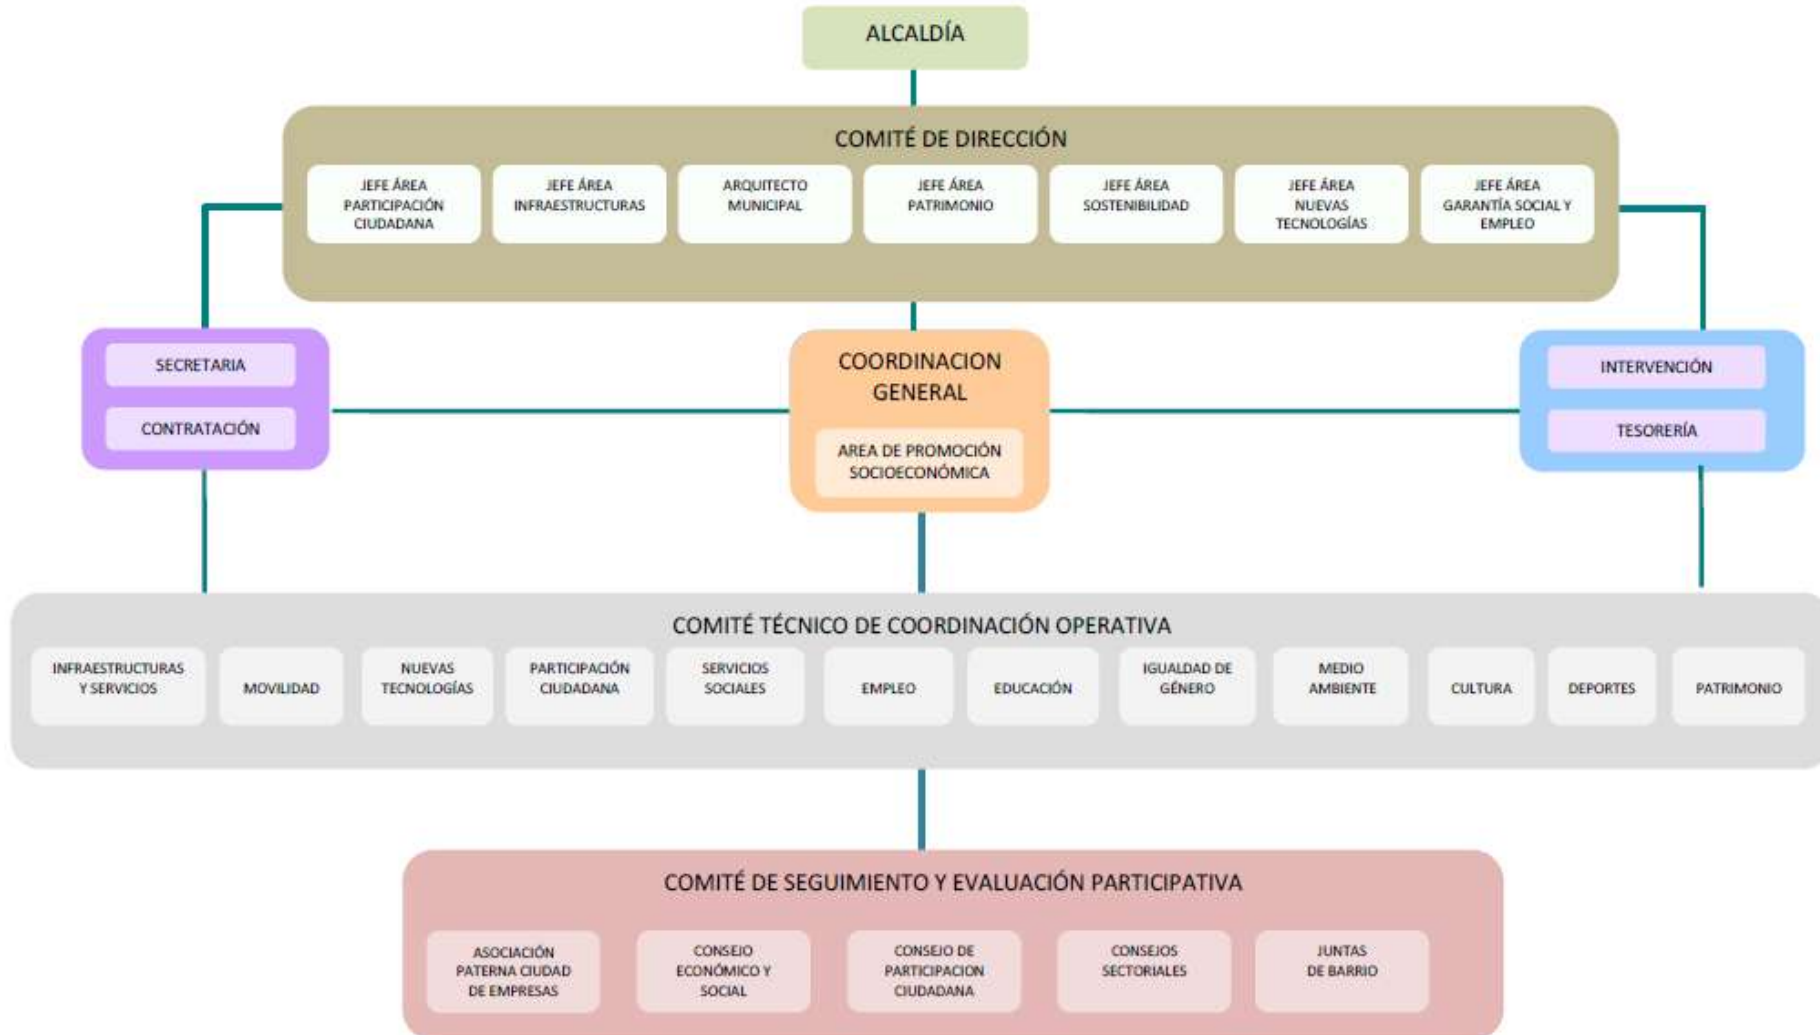 ALCALDÍA
COMITÉ DE DIRECCIÓN
JEFE ÁREA
PARTICIPACIÓN
CIUDADANA
JEFE ÁREA
INFRAESTRUCTURAS
ARQUITECTO
MUNICIPAL
JEFE ÁREA
PATRIMONIO
JEFE ÁREA
SOSTENIBILIDAD
JEFE ÁREA
NUEVAS
TECNOLOGÍAS
JEFE ÁREA
GARANTÍA SOCIAL Y
EMPLEO
SECRETARIA
CONTRATACIÓN
COORDINACION
GENERAL
AREA DE PROMOCIÓN
SOCIOECONÓMICA
INTERVENCIÓN
TESORERÍA
COMITÉ TÉCNICO DE COORDINACIÓN OPERATIVA
INFRAESTRUCTURAS
Y SERVICIOS
MOVILIDAD
NUEVAS
TECNOLOGÍAS
PARTICIPACIÓN
CIUDADANA
SERVICIOS
SOCIALES
EMPLEO
EDUCACIÓN
IGUALDAD DE
GÉNERO
MEDIO
AMBIENTE
CULTURA
DEPORTES
PATRIMONIO
COMITÉ DE SEGUIMIENTO Y EVALUACIÓN PARTICIPATIVA
ASOCIACIÓN
PATERNA CIUDAD
DE EMPRESAS
CONSEJO
ECONÓMICO Y
SOCIAL
CONSEJO DE
PARTICIPACION
CIUDADANA
CONSEJOS
SECTORIALES
JUNTAS
DE BARRIO